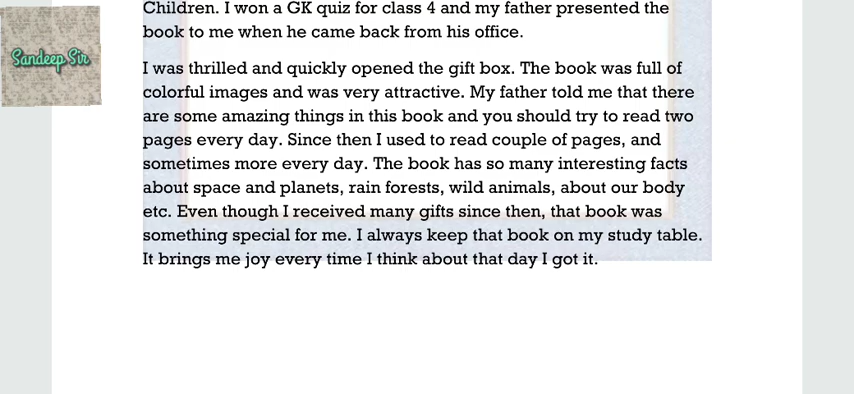 Children. I won a GK quiz for class 4 and my father presented the
book to me when he came back from his office.
Sandeep Sir
I was thrilled and quickly opened the gift box. The book was full of
colorful images and was very attractive. My father told me that there
are some amazing things in this book and you should try to read two
pages every day. Since then I used to read couple of pages, and
sometimes more every day. The book has so many interesting facts
about space and planets, rain forests, wild animals, about our body
etc. Even though I received many gifts since then, that book was
something special for me. I always keep that book on my study table.
It brings me joy every time I think about that day I got it.